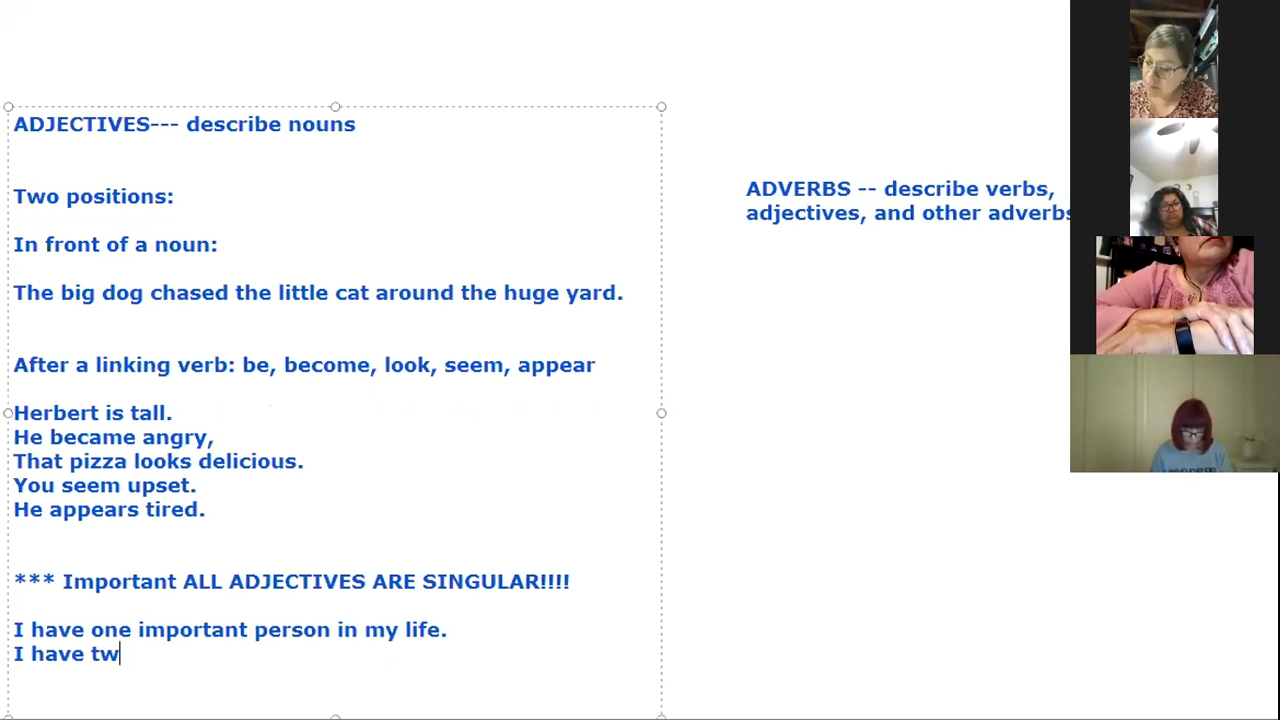 ADJECTIVES--- describe nouns
Two positions:
In front of a noun:
The big dog chased the little cat around the huge yard.
After a linking verb: be, become, look, seem, appear
Herbert is tall.
He became angry,
That pizza looks delicious.
You seem upset.
He appears tired.
*** Important ALL ADJECTIVES ARE SINGULAR!!!!
I have one important person in my life.
I have tw
ADVERBS -- describe verbs,
adjectives, and other adverbs